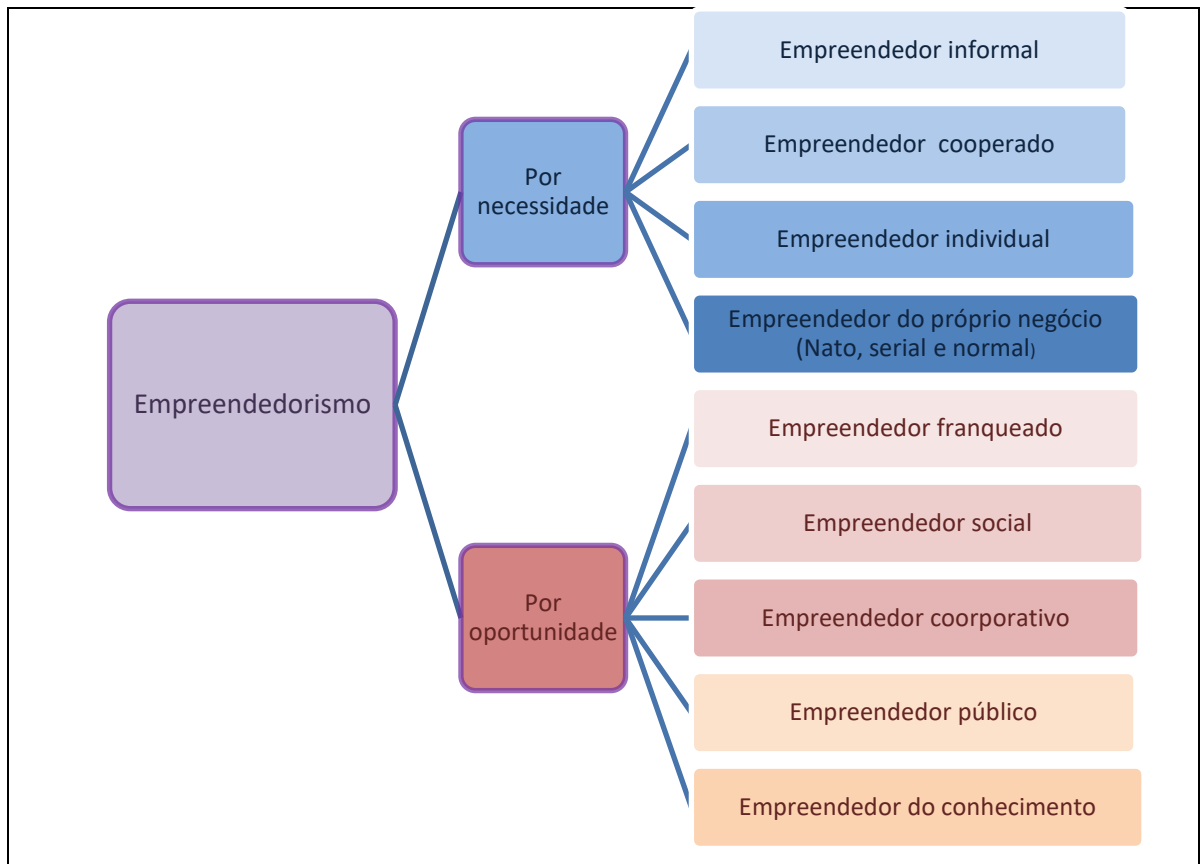 Empreendedorismo
Por
necessidade
Empreendedor informal
Empreendedor  cooperado
Empreendedor individual
Empreendedor do próprio negócio
(Nato, serial e normal)
Por
oportunidade
Empreendedor franqueado
Empreendedor social
Empreendedor coorporativo
Empreendedor público
Empreendedor do conhecimento